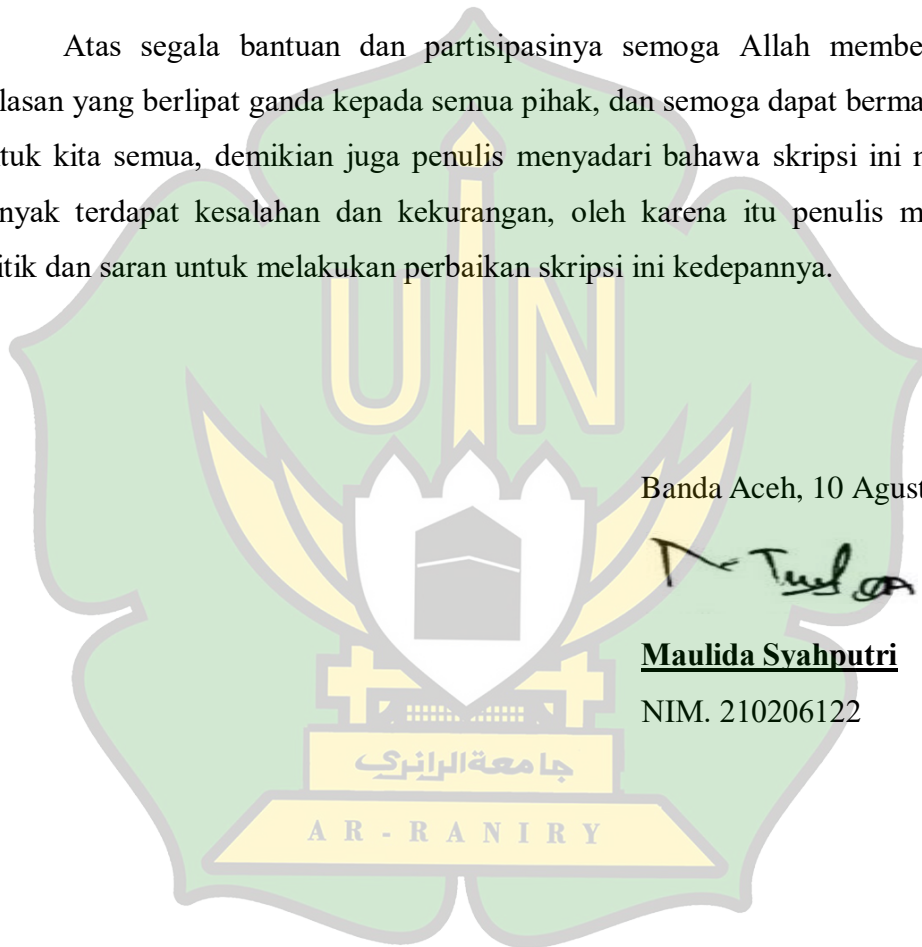 Atas segala bantuan dan partisipasinya semoga Allah membe
lasan yang berlipat ganda kepada semua pihak, dan semoga dapat berma
tuk kita semua, demikian juga penulis menyadari bahawa skripsi ini m
nyak terdapat kesalahan dan kekurangan, oleh karena itu penulis m
itik dan saran untuk melakukan perbaikan skripsi ini kedepannya.
UIN
Banda Aceh, 10 Agust
Maulida Syahputri
NIM. 210206122
جامعة الرانري
AR-RANIRY